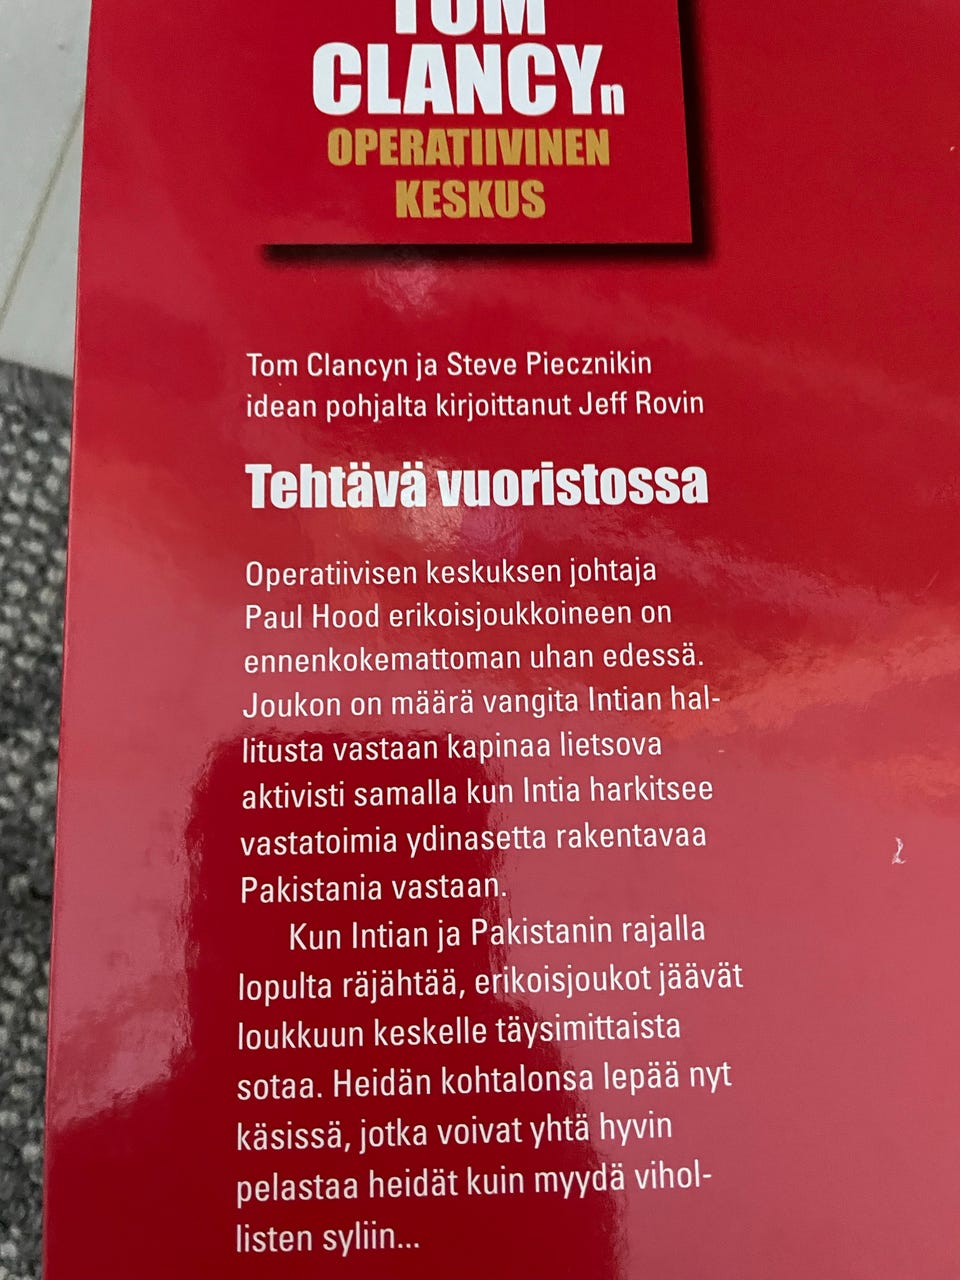 TOM
CLANCYn
OPERATIIVINEN
KESKUS
Tom Clancyn ja Steve Piecznikin
idean pohjalta kirjoittanut Jeff Rovin
Tehtävä vuoristossa
Operatiivisen keskuksen johtaja
Paul Hood erikoisjoukkoineen on
ennenkokemattoman uhan edessä.
Joukon on määrä vangita Intian hal-
litusta vastaan kapinaa lietsova
aktivisti samalla kun Intia harkitsee
vastatoimia ydinasetta rakentavaa
Pakistania vastaan.
Kun Intian ja Pakistanin rajalla
lopulta räjähtää, erikoisjoukot jäävät
loukkuun keskelle täysimittaista
sotaa. Heidän kohtalonsa lepää nyt
käsissä, jotka voivat yhtä hyvin
pelastaa heidät kuin myydä vihol-
listen syliin...